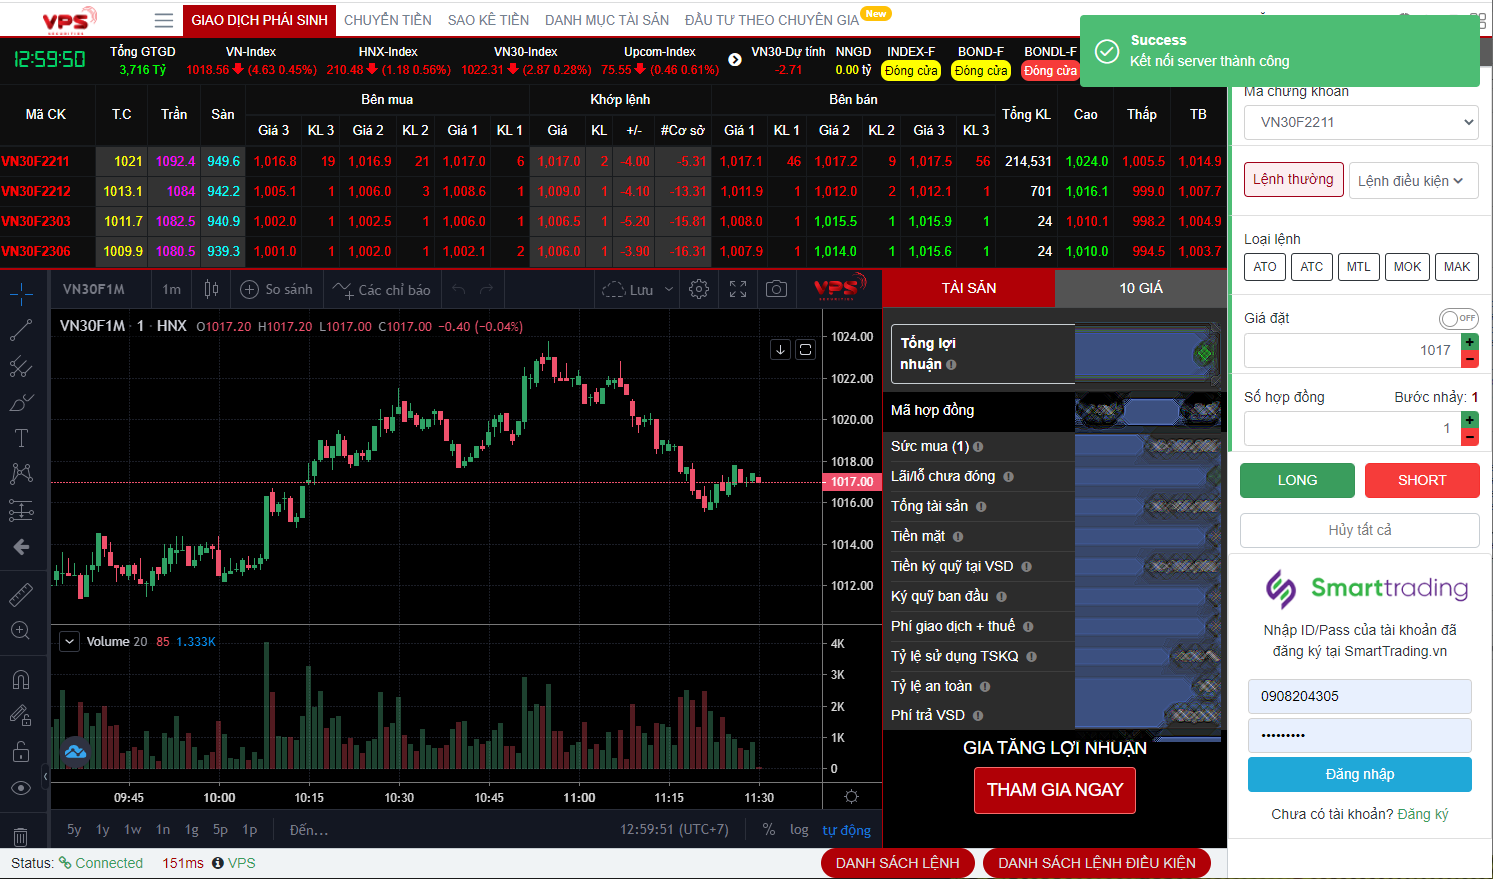 VPS
SECURITIES
GIAO DỊCH PHÁI SINH
CHUYỂN TIỀN
SAO KÊ TIỀN
DANH MỤC TÀI SẢN
ĐẦU TƯ THEO CHUYÊN GIA
New
Success
Kết nối server thành công
12:59:50
Tổng GTGD
3,716 Tỷ
VN-Index
1018.56 (4.63 0.45%)
HNX-Index
210.48 (1.18 0.56%)
VN30-Index
1022.31 (2.87 0.28%)
Upcom-Index
75.55 (0.46 0.61%)
VN30-Dự tính
-2.71
NNGD
0.00 tỷ
INDEX-F
Đóng cửa
BOND-F
Đóng cửa
BONDL-F
Đóng cửa
Mã CK T.C Trần Sàn Bên mua Khớp lệnh Bên bán Tổng KL Cao Thấp TB
Giá 3 KL 3 Giá 2 KL 2 Giá 1 KL 1 Giá KL +/- #Cơ sở Giá 1 KL 1 Giá 2 KL 2 Giá 3 KL 3
VN30F2211 1021 1092.4 949.6 1,016.8 19 1,016.9 21 1,017.0 6 1,017.0 2 -4.00 -5.31 1,017.1 46 1,017.2 9 1,017.5 56 214,531 1,024.0 1,005.5 1,014.9
VN30F2212 1013.1 1084 942.2 1,005.1 1 1,006.0 3 1,008.6 1 1,009.0 1 -4.10 -13.31 1,011.9 1 1,012.0 2 1,012.1 1 701 1,016.1 999.0 1,007.7
VN30F2303 1011.7 1082.5 940.9 1,002.0 1 1,002.5 1 1,006.0 1 1,006.5 1 -5.20 -15.81 1,008.0 1 1,015.5 1 1,015.9 1 24 1,010.1 998.2 1,004.9
VN30F2306 1009.9 1080.5 939.3 1,001.0 1 1,002.0 1 1,002.1 2 1,006.0 1 -3.90 -16.31 1,007.9 1 1,014.0 1 1,015.6 1 24 1,010.0 994.5 1,003.7
VN30F1M 1m So sánh Các chỉ báo Lưu
VPS
SECURITIES
VN30F1M · 1 · HNX O1017.20 H1017.20 L1017.00 C1017.00 −0.40 (−0.04%)
1024.00
1022.00
1020.00
1018.00
1017.00
1016.00
1014.00
1012.00
Volume 20 85 1.333K
4K
3K
2K
1K
0
09:45 10:00 10:15 10:30 10:45 11:00 11:15 11:30
5y 1y 1w 1n 1g 5p 1p Đến... 12:59:51 (UTC+7) % log tự động
TÀI SẢN
10 GIÁ
Tổng lợi
nhuận
Mã hợp đồng
Sức mua (1)
Lãi/lỗ chưa đóng
Tổng tài sản
Tiền mặt
Tiền ký quỹ tại VSD
Ký quỹ ban đầu
Phí giao dịch + thuế
Tỷ lệ sử dụng TSKQ
Tỷ lệ an toàn
Phí trả VSD
GIA TĂNG LỢI NHUẬN
THAM GIA NGAY
Mã chứng khoán
VN30F2211
Lệnh thường
Lệnh điều kiện
Loại lệnh
ATO ATC MTL MOK MAK
Giá đặt
OFF
1017
+
-
Số hợp đồng
Bước nhảy: 1
1
+
-
LONG
SHORT
Hủy tất cả
Smarttrading
Nhập ID/Pass của tài khoản đã
đăng ký tại SmartTrading.vn
0908204305
•••••••••
Đăng nhập
Chưa có tài khoản? Đăng ký
Status: Connected 151ms VPS
DANH SÁCH LỆNH
DANH SÁCH LỆNH ĐIỀU KIỆN